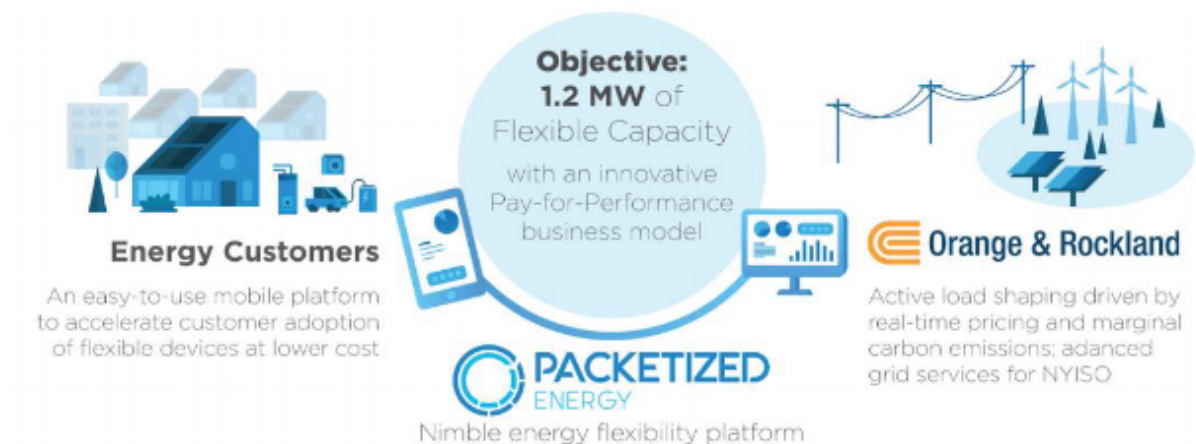 Objective:
1.2 MW of
Flexible Capacity
with an innovative
Pay-for-Performance
business model
Energy Customers
An easy-to-use mobile platform
to accelerate customer adoption
of flexible devices at lower cost
PACKETIZED
ENERGY
Nimble energy flexibility platform
Orange & Rockland
Active load shaping driven by
real-time pricing and marginal
carbon emissions; adanced
grid services for NYISO